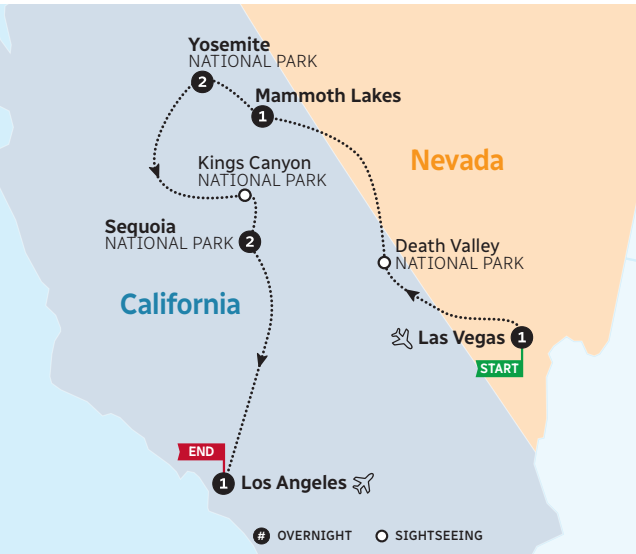 Yosemite
NATIONAL PARK
2
Mammoth Lakes
1
Kings Canyon
NATIONAL PARK
Nevada
Sequoia
NATIONAL PARK
2
Death Valley
NATIONAL PARK
California
Las Vegas
1
START
END
1
Los Angeles
# OVERNIGHT
SIGHTSEEING